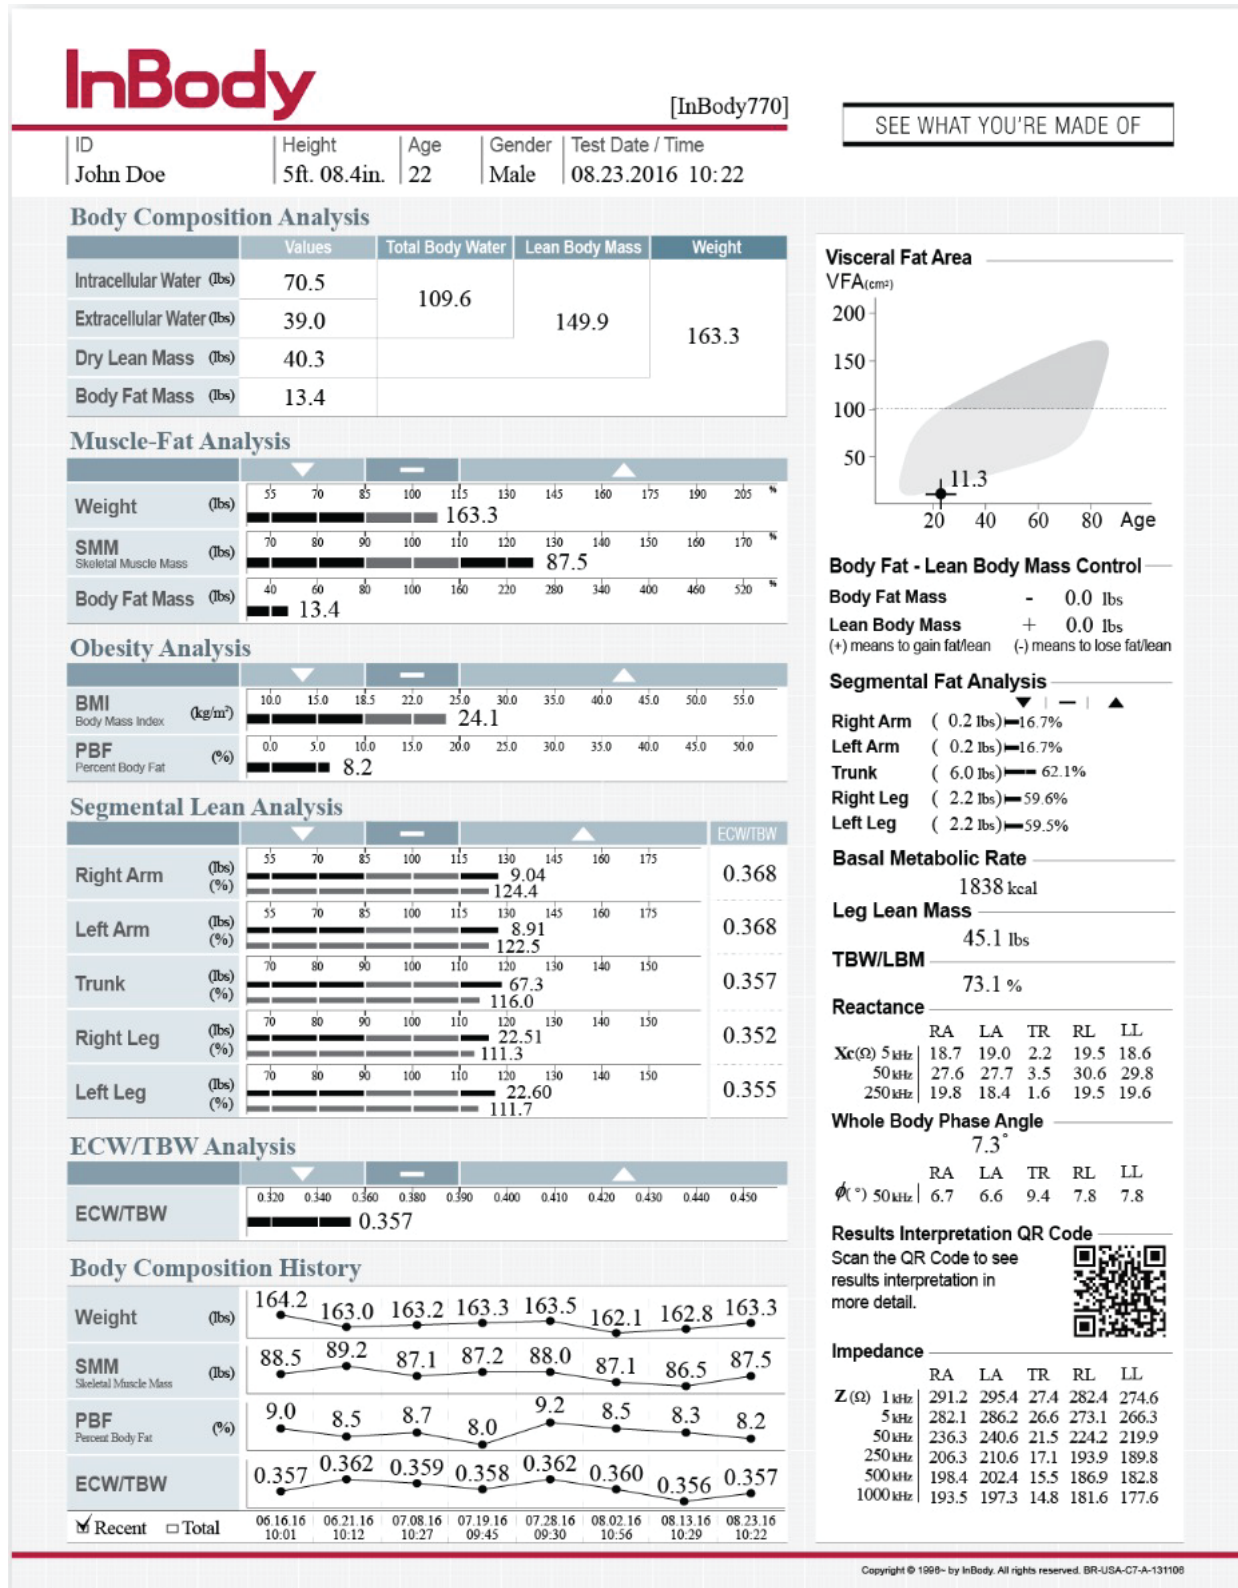 InBody
[InBody770]
SEE WHAT YOU'RE MADE OF
ID Height Age Gender Test Date / Time
John Doe 5ft. 08.4in. 22 Male 08.23.2016 10:22
Body Composition Analysis
Values Total Body Water Lean Body Mass Weight
Intracellular Water (lbs) 70.5
109.6
Extracellular Water (lbs) 39.0
149.9
163.3
Dry Lean Mass (lbs) 40.3
Body Fat Mass (lbs) 13.4
Muscle-Fat Analysis
55 70 85 100 115 130 145 160 175 190 205 %
Weight (lbs) 163.3
70 80 90 100 110 120 130 140 150 160 170 %
SMM (lbs) 87.5
Skeletal Muscle Mass
40 60 80 100 160 220 280 340 400 460 520 %
Body Fat Mass (lbs) 13.4
Obesity Analysis
10.0 15.0 18.5 22.0 25.0 30.0 35.0 40.0 45.0 50.0 55.0
BMI (kg/m²) 24.1
Body Mass Index
0.0 5.0 10.0 15.0 20.0 25.0 30.0 35.0 40.0 45.0 50.0
PBF (%) 8.2
Percent Body Fat
Segmental Lean Analysis
ECW/TBW
55 70 85 100 115 130 145 160 175
Right Arm (lbs) 9.04 0.368
(%) 124.4
55 70 85 100 115 130 145 160 175
Left Arm (lbs) 8.91 0.368
(%) 122.5
70 80 90 100 110 120 130 140 150
Trunk (lbs) 67.3 0.357
(%) 116.0
70 80 90 100 110 120 130 140 150
Right Leg (lbs) 22.51 0.352
(%) 111.3
70 80 90 100 110 120 130 140 150
Left Leg (lbs) 22.60 0.355
(%) 111.7
ECW/TBW Analysis
0.320 0.340 0.360 0.380 0.390 0.400 0.410 0.420 0.430 0.440 0.450
ECW/TBW 0.357
Body Composition History
Weight (lbs) 164.2 163.0 163.2 163.3 163.5 162.1 162.8 163.3
SMM (lbs) 88.5 89.2 87.1 87.2 88.0 87.1 86.5 87.5
Skeletal Muscle Mass
PBF (%) 9.0 8.5 8.7 8.0 9.2 8.5 8.3 8.2
Percent Body Fat
ECW/TBW 0.357 0.362 0.359 0.358 0.362 0.360 0.356 0.357
Recent Total 06.16.16 06.21.16 07.08.16 07.19.16 07.28.16 08.02.16 08.13.16 08.23.16
10:01 10:12 10:27 09:45 09:30 10:56 10:29 10:22
Visceral Fat Area
VFA(cm²)
200
150
100
50
11.3
20 40 60 80 Age
Body Fat - Lean Body Mass Control
Body Fat Mass - 0.0 lbs
Lean Body Mass + 0.0 lbs
(+) means to gain fat/lean (-) means to lose fat/lean
Segmental Fat Analysis
Right Arm ( 0.2 lbs) 16.7%
Left Arm ( 0.2 lbs) 16.7%
Trunk ( 6.0 lbs) 62.1%
Right Leg ( 2.2 lbs) 59.6%
Left Leg ( 2.2 lbs) 59.5%
Basal Metabolic Rate
1838 kcal
Leg Lean Mass
45.1 lbs
TBW/LBM
73.1 %
Reactance
RA LA TR RL LL
Xc(Ω) 5 kHz 18.7 19.0 2.2 19.5 18.6
50 kHz 27.6 27.7 3.5 30.6 29.8
250 kHz 19.8 18.4 1.6 19.5 19.6
Whole Body Phase Angle
7.3°
RA LA TR RL LL
ϕ(°) 50 kHz 6.7 6.6 9.4 7.8 7.8
Results Interpretation QR Code
Scan the QR Code to see
results interpretation in
more detail.
Impedance
RA LA TR RL LL
Z(Ω) 1 kHz 291.2 295.4 27.4 282.4 274.6
5 kHz 282.1 286.2 26.6 273.1 266.3
50 kHz 236.3 240.6 21.5 224.2 219.9
250 kHz 206.3 210.6 17.1 193.9 189.8
500 kHz 198.4 202.4 15.5 186.9 182.8
1000 kHz 193.5 197.3 14.8 181.6 177.6
Copyright © 1996~ by InBody. All rights reserved. BR-USA-C7-A-131106